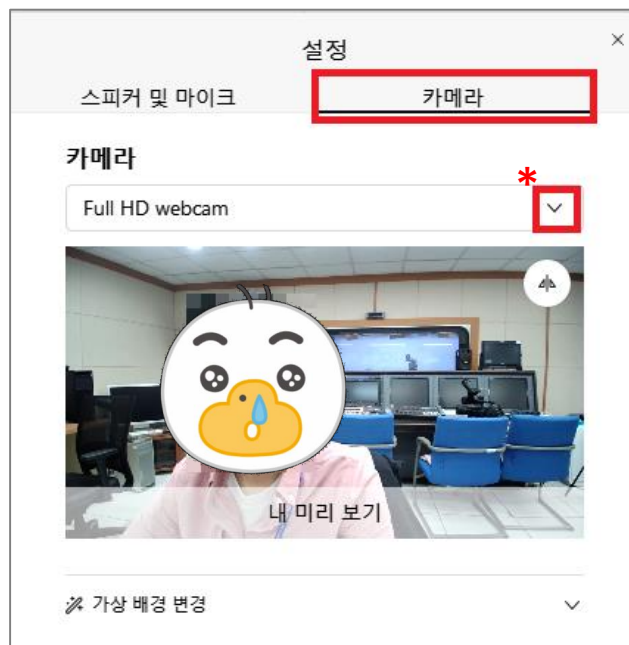 설정
스피커 및 마이크
카메라
카메라
*
Full HD webcam
내 미리 보기
가상 배경 변경